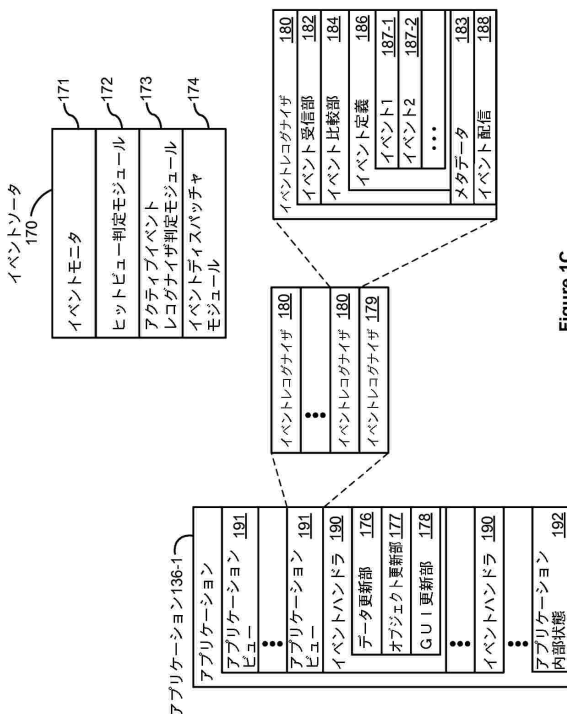 イベントソータ
170
イベントモニタ
171
ヒットビュー判定モジュール
172
アクティブイベント
レコグナイザ判定モジュール
173
イベントディスパッチャ
モジュール
174
アプリケーション136-1
アプリケーション
アプリケーション
ビュー
191
•••
アプリケーション
ビュー
191
イベントハンドラ 190
データ更新部 176
オブジェクト更新部 177
GUI更新部 178
•••
イベントハンドラ 190
•••
アプリケーション
内部状態
192
イベントレコグナイザ 180
•••
イベントレコグナイザ 180
イベントレコグナイザ 179
イベントレコグナイザ 180
イベント受信部 182
イベント比較部 184
イベント定義 186
イベント1 187-1
イベント2 187-2
•••
メタデータ 183
イベント配信 188
Figure 1C